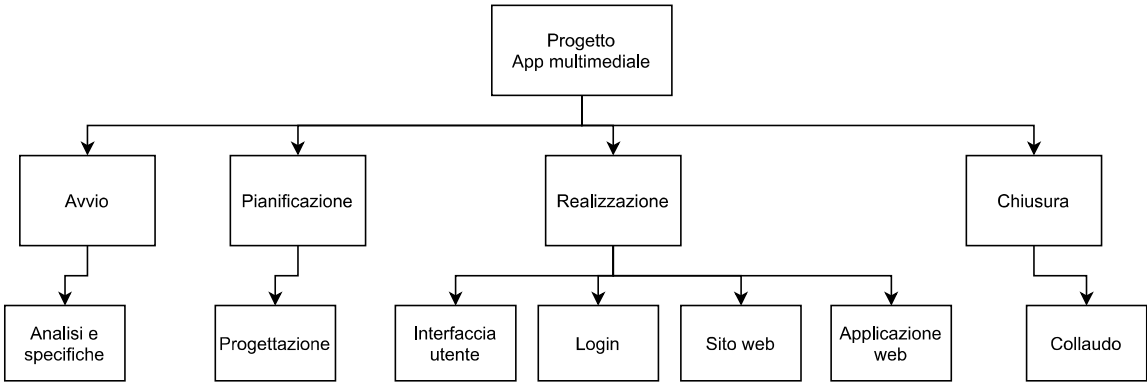 Progetto
App multimediale
Avvio
Pianificazione
Realizzazione
Chiusura
Analisi e
specifiche
Progettazione
Interfaccia
utente
Login
Sito web
Applicazione
web
Collaudo